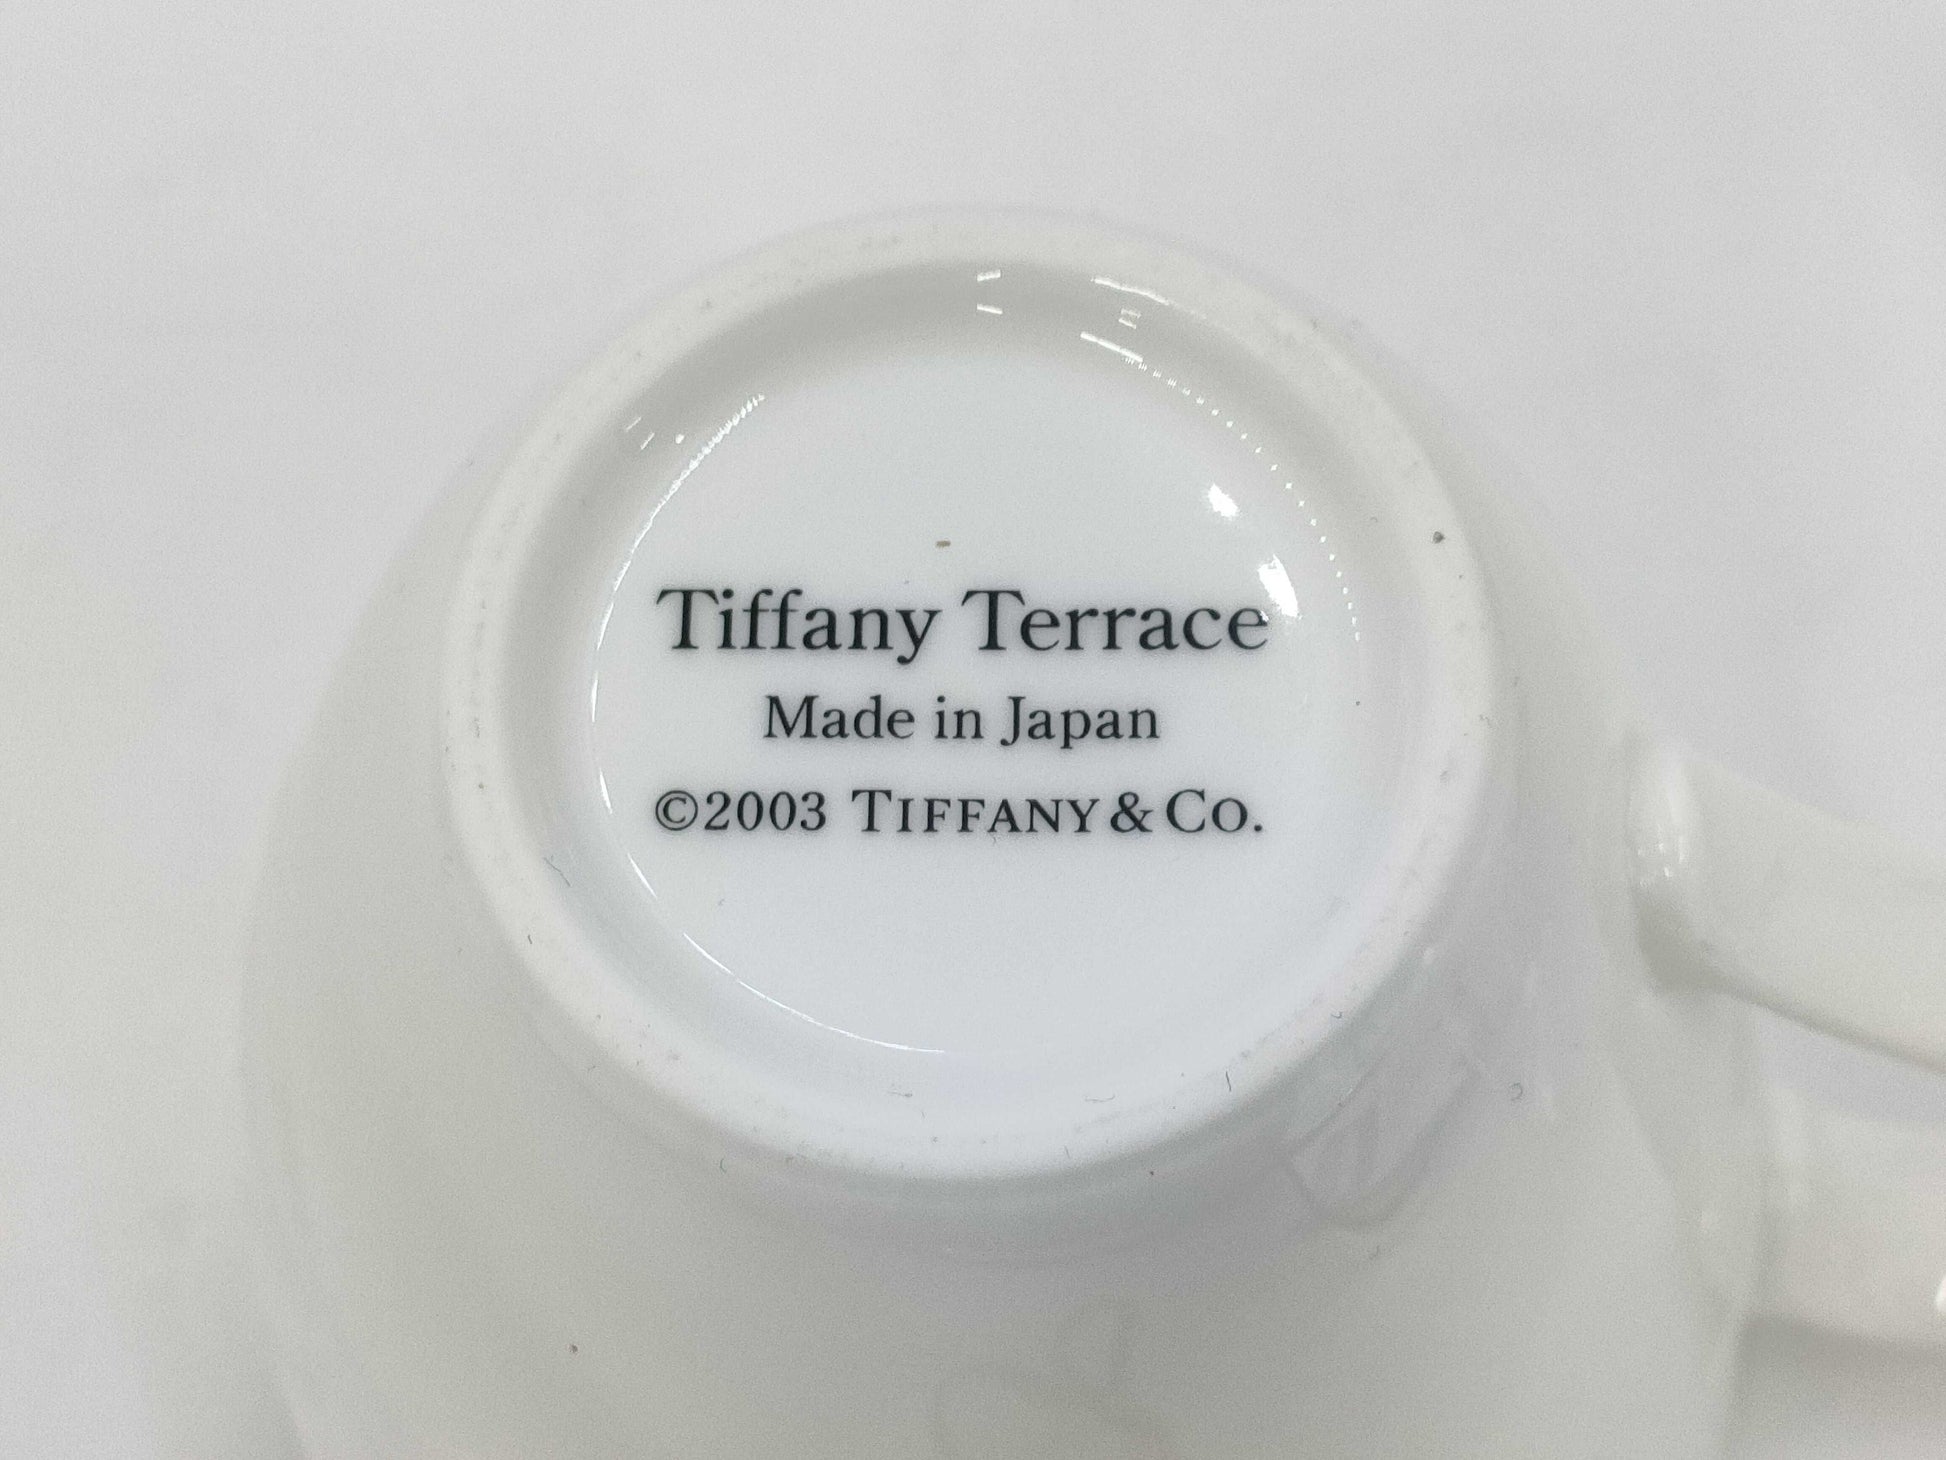 Tiffany Terrace
Made in Japan
©2003 TIFFANY & CO.